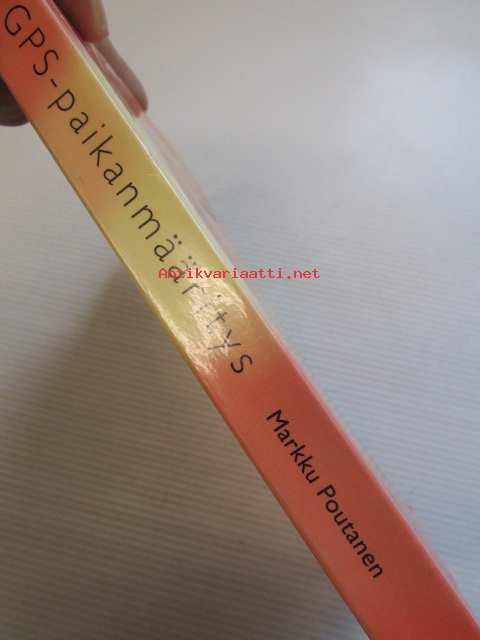 GPS-paikanmääritys
Antikvariaatti.net
Markku Poutanen